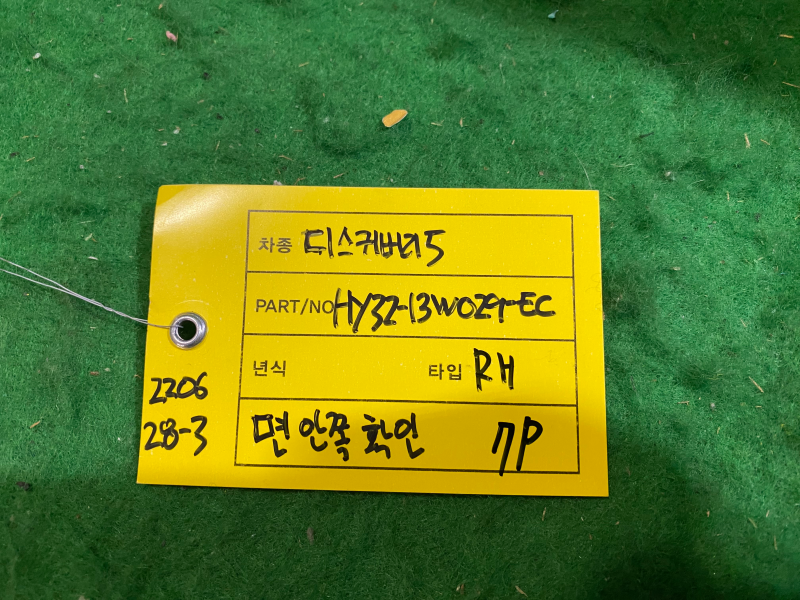 차종 디스커버리5
PART/NO HY32-13W029-EC
년식 타입 RH
면 안쪽 확인 7P
2206
28-3